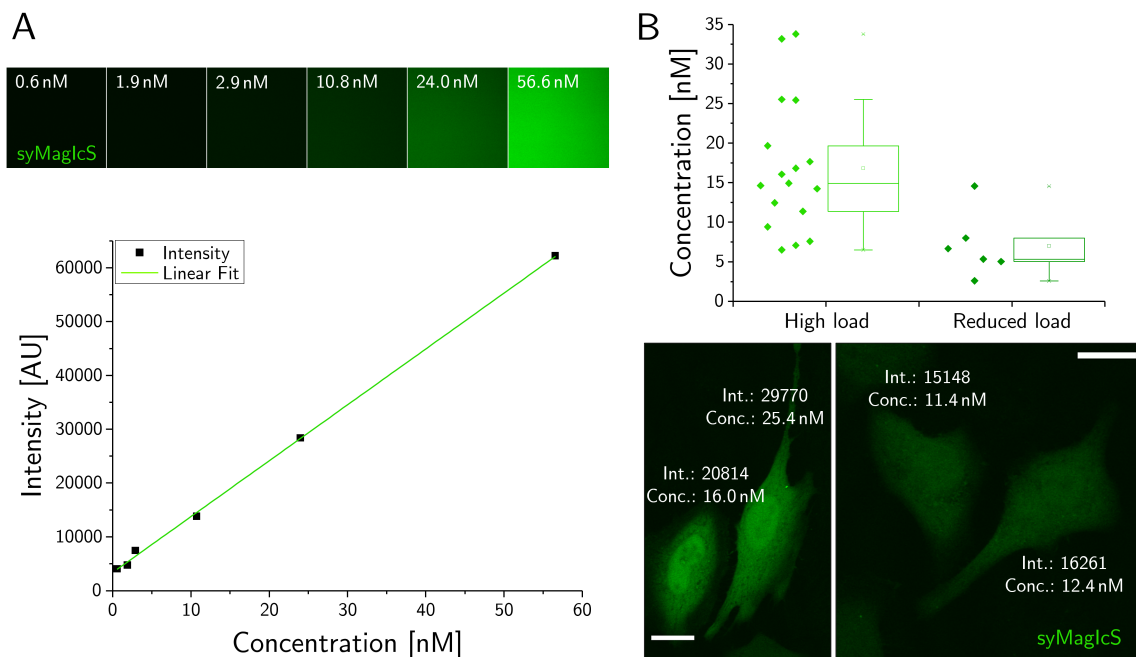 A
0.6 nM 1.9 nM 2.9 nM 10.8 nM 24.0 nM 56.6 nM
syMagIcS
Intensity
Linear Fit
60000
50000
40000
30000
20000
10000
0
Intensity [AU]
0 10 20 30 40 50 60
Concentration [nM]
B
35
30
25
20
15
10
5
0
Concentration [nM]
High load Reduced load
Int.: 29770
Conc.: 25.4 nM
Int.: 20814
Conc.: 16.0 nM
Int.: 15148
Conc.: 11.4 nM
Int.: 16261
Conc.: 12.4 nM
syMagIcS